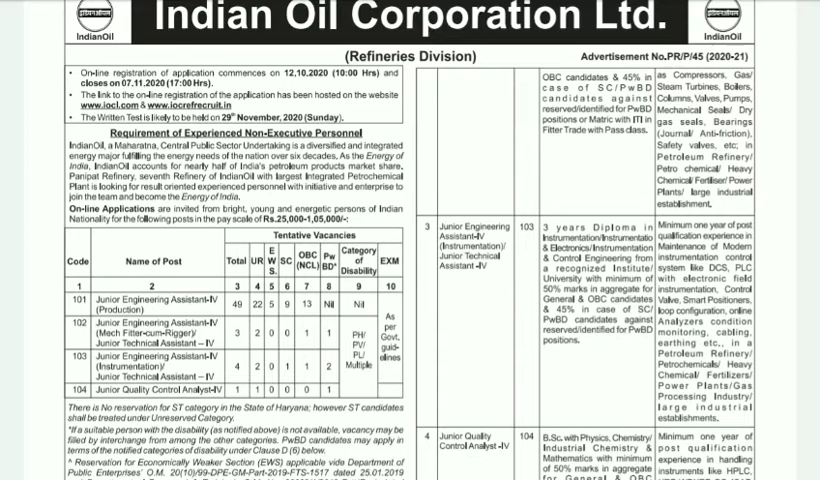 Indian Oil Corporation Ltd.
IndianOil
IndianOil
(Refineries Division)
Advertisement No.PR/P/45 (2020-21)
• On-line registration of application commences on 12.10.2020 (10:00 Hrs) and
closes on 07.11.2020 (17:00 Hrs).
• The link to the on-line registration of the application has been hosted on the website
www.iocl.com & www.iocrefruit.in
• The Written Test is likely to be held on 29th November, 2020 (Sunday).
Requirement of Experienced Non-Executive Personnel
IndianOil, a Maharatna, Central Public Sector Undertaking is a diversified and integrated
energy major fulfilling the energy needs of the nation over six decades. As the Energy of
India, IndianOil accounts for nearly half of India's petroleum products market share.
Panipat Refinery, seventh Refinery of IndianOil with largest Integrated Petrochemical
Plant is looking for result oriented experienced personnel with initiative and enterprise to
join the team and become the Energy of India.
On-line Applications are invited from bright, young and energetic persons of Indian
Nationality for the following posts in the pay scale of Rs.25,000-1,05,000/-:
Tentative Vacancies
Code Name of Post Total UR E W S. SC OBC (NCL) Pw BD* Category of Disability EXM
1 2 3 4 5 6 7 8 9 10
101 Junior Engineering Assistant-IV
(Production) 49 22 5 9 13 Nil Nil
102 Junior Engineering Assistant-IV
(Mech Fitter-cum-Rigger)/
Junior Technical Assistant – IV 3 2 0 0 1 1
103 Junior Engineering Assistant-IV
(Instrumentation)/
Junior Technical Assistant – IV 4 2 0 1 1 2
104 Junior Quality Control Analyst-IV 1 1 0 0 0 1
PH/
PV/
PL/
Multiple
As
per
Govt.
guid-
elines
There is No reservation for ST category in the State of Haryana; however ST candidates
shall be treated under Unreserved Category.
*If a suitable person with the disability (as notified above) is not available, vacancy may be
filled by interchange from among the other categories. PwBD candidates may apply in
terms of the notified categories of disability under Clause D (6) below.
^ Reservation for Economically Weaker Section (EWS) applicable vide Department of
Public Enterprises' O.M. 20(10)/99-DPE-GM-Part-2019-FTS-1517 dated 25.01.2019
OBC candidates & 45% in
case of SC/PwBD
candidates against
reserved/identified for PwBD
positions or Matric with ITI in
Fitter Trade with Pass class.
as Compressors, Gas/
Steam Turbines, Boilers,
Columns, Valves, Pumps,
Mechanical Seals/ Dry
gas seals, Bearings
(Journal/ Anti-friction),
Safety valves, etc; in
Petroleum Refinery/
Petro chemical/ Heavy
Chemical/ Fertiliser/ Power
Plants/ large industrial
establishment.
3 Junior Engineering
Assistant-IV
(Instrumentation)/
Junior Technical
Assistant -IV
103
3 years Diploma in
Instrumentation/Instrumentatio
& Electronics/Instrumentation
& Control Engineering from
a recognized Institute/
University with minimum of
50% marks in aggregate for
General & OBC candidates
& 45% in case of SC/
PwBD candidates against
reserved/identified for PwBD
positions.
Minimum one year of post
qualification experience in
Maintenance of Modern
instrumentation control
system like DCS, PLC
with electronic field
instrumentation, Control
Valve, Smart Positioners,
loop configuration, online
Analyzers condition
monitoring, cabling,
earthing etc., in a
Petroleum Refinery/
Petrochemicals/ Heavy
Chemical/ Fertilizers/
Power Plants/Gas
Processing Industry/
large industrial
establishments.
4 Junior Quality
Control Analyst -IV
104
B.Sc. with Physics, Chemistry/
Industrial Chemistry &
Mathematics with minimum
of 50% marks in aggregate
for General & OBC
Minimum one year of
post qualification
experience in handling
instruments like HPLC,